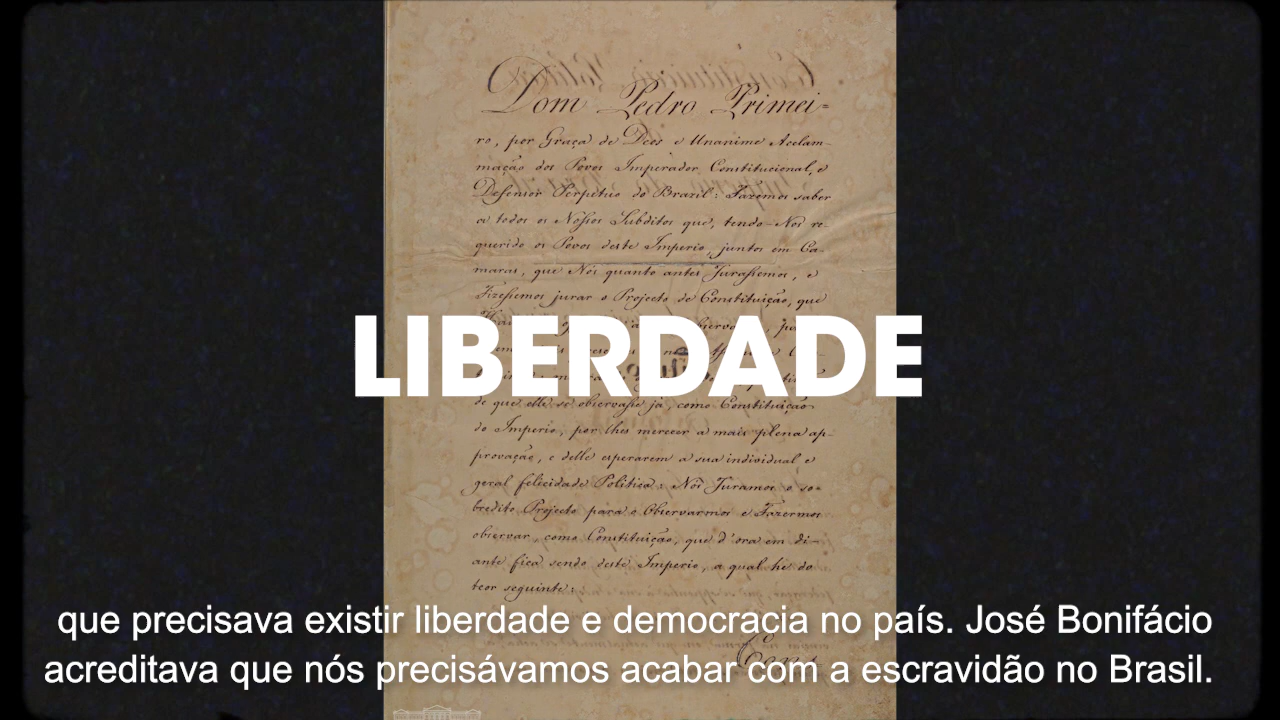 Dom Pedro Primei=
ro, por Graça de Deos e Unanime Acclam-
mação dos Povos Imperador Constitucional, e
Defensor Perpetuo do Brazil: Fazemos saber
a todos os Nossos Subditos que, tendo-Nos re-
querido os Povos deste Imperio, juntos em Ca-
maras, que Nós quanto antes Jurassemos, e
Fizessemos jurar o Projecto de Constituição, que
LIBERDADE
de que elle se observasse já, como Constituição
do Imperio, por lhes merecer a mais plena ap-
provação, e delle esperarem a sua individual e
geral felicidade Politica: Nós Juramos o so-
bredito Projecto para o Observarmos e Fazermos
observar, como Constituição, que d'ora em di-
ante fica sendo deste Imperio, a qual he do
teor seguinte:
que precisava existir liberdade e democracia no país. José Bonifácio
acreditava que nós precisávamos acabar com a escravidão no Brasil.